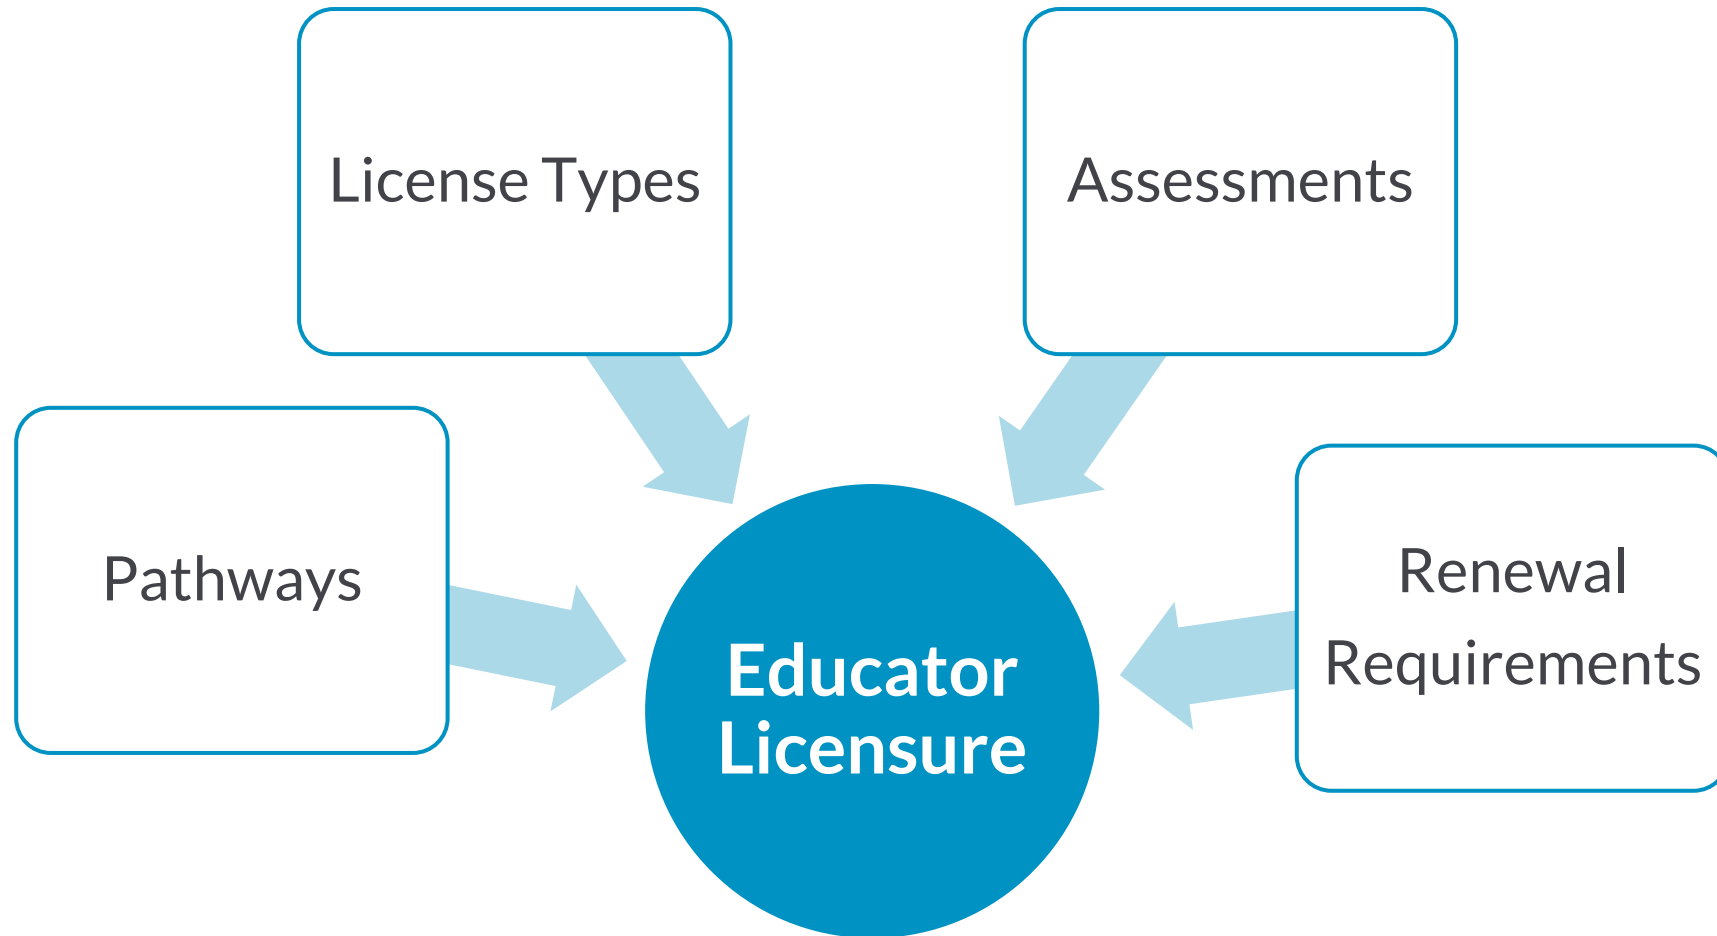 License Types
Assessments
Pathways
Renewal
Requirements
Educator
Licensure